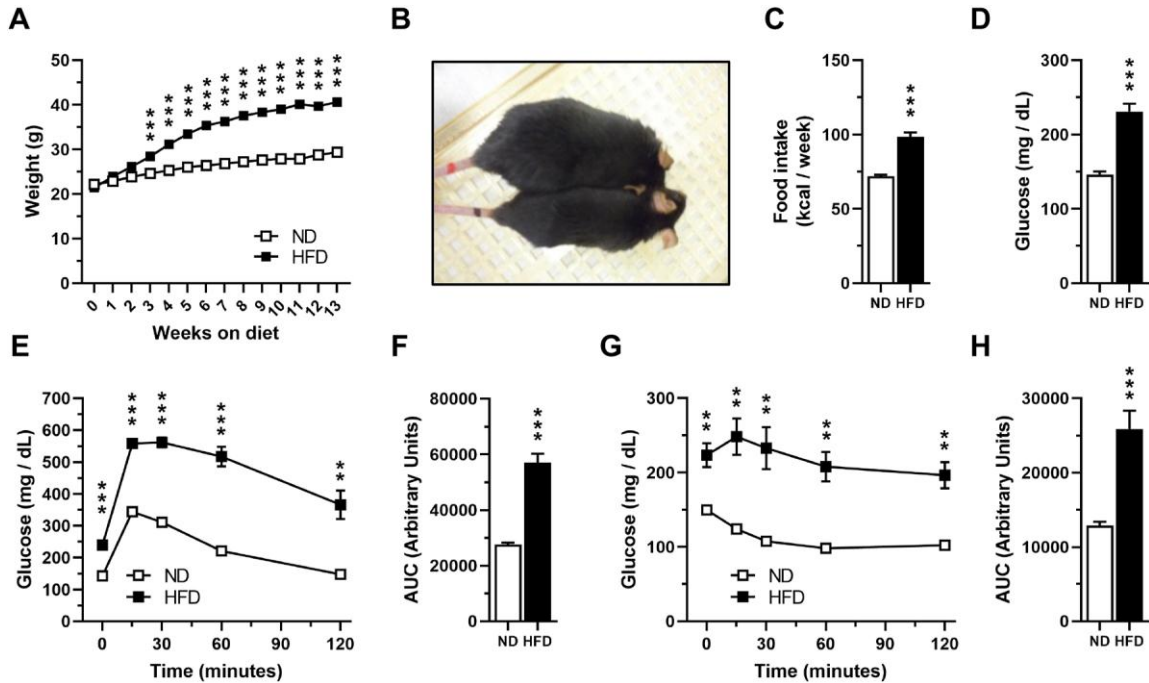 A
Weight (g)
50
40
30
20
10
0
***
***
***
***
***
***
***
***
***
***
***
ND
HFD
0 1 2 3 4 5 6 7 8 9 10 11 12 13
Weeks on diet
B
C
Food intake
(kcal / week)
150
100
50
0
***
ND HFD
D
Glucose (mg / dL)
300
200
100
0
***
ND HFD
E
Glucose (mg / dL)
700
600
500
400
300
200
100
0
***
***
***
***
**
ND
HFD
0 30 60 90 120
Time (minutes)
F
AUC (Arbitrary Units)
80000
60000
40000
20000
0
***
ND HFD
G
Glucose (mg / dL)
300
200
100
0
**
**
**
**
**
ND
HFD
0 30 60 90 120
Time (minutes)
H
AUC (Arbitrary Units)
30000
20000
10000
0
***
ND HFD